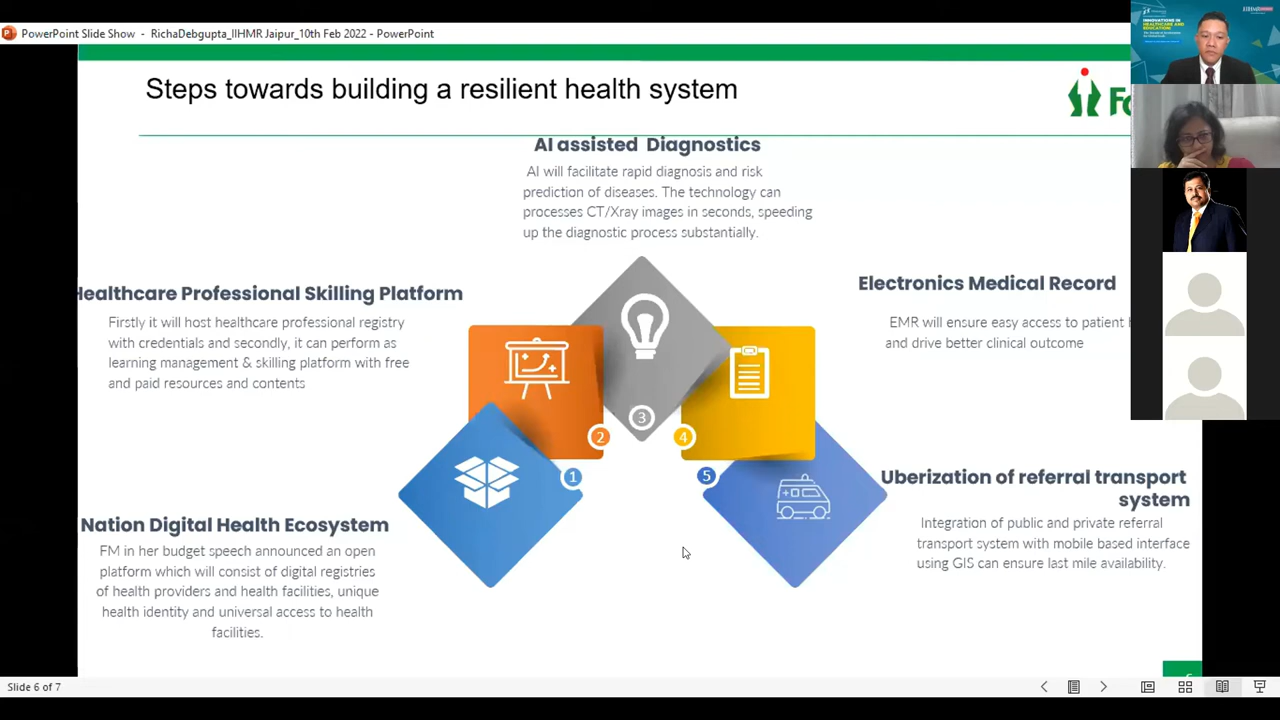 PowerPoint Slide Show - RichaDebgupta_IIHMR Jaipur_10th Feb 2022 - PowerPoint
Steps towards building a resilient health system
AI assisted Diagnostics
AI will facilitate rapid diagnosis and risk
prediction of diseases. The technology can
processes CT/Xray images in seconds, speeding
up the diagnostic process substantially.
Healthcare Professional Skilling Platform
Firstly it will host healthcare professional registry
with credentials and secondly, it can perform as
learning management & skilling platform with free
and paid resources and contents
Electronics Medical Record
EMR will ensure easy access to patient
and drive better clinical outcome
2
3
4
1
5
Nation Digital Health Ecosystem
FM in her budget speech announced an open
platform which will consist of digital registries
of health providers and health facilities, unique
health identity and universal access to health
facilities.
Uberization of referral transport
system
Integration of public and private referral
transport system with mobile based interface
using GIS can ensure last mile availability.
Slide 6 of 7
INNOVATIONS IN
HEALTHCARE AND
EDUCATION: